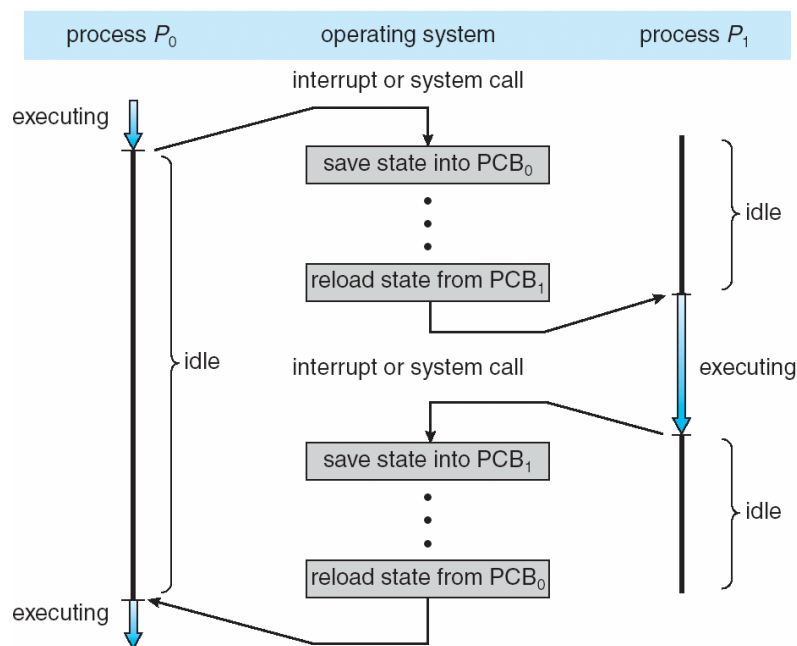 process P₀
operating system
process P₁
interrupt or system call
executing
save state into PCB₀
idle
reload state from PCB₁
idle
interrupt or system call
executing
save state into PCB₁
idle
reload state from PCB₀
executing